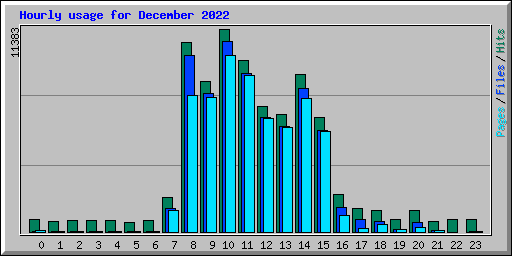 Hourly usage for December 2022
11383
Pages/Files/Hits
0 1 2 3 4 5 6 7 8 9 10 11 12 13 14 15 16 17 18 19 20 21 22 23